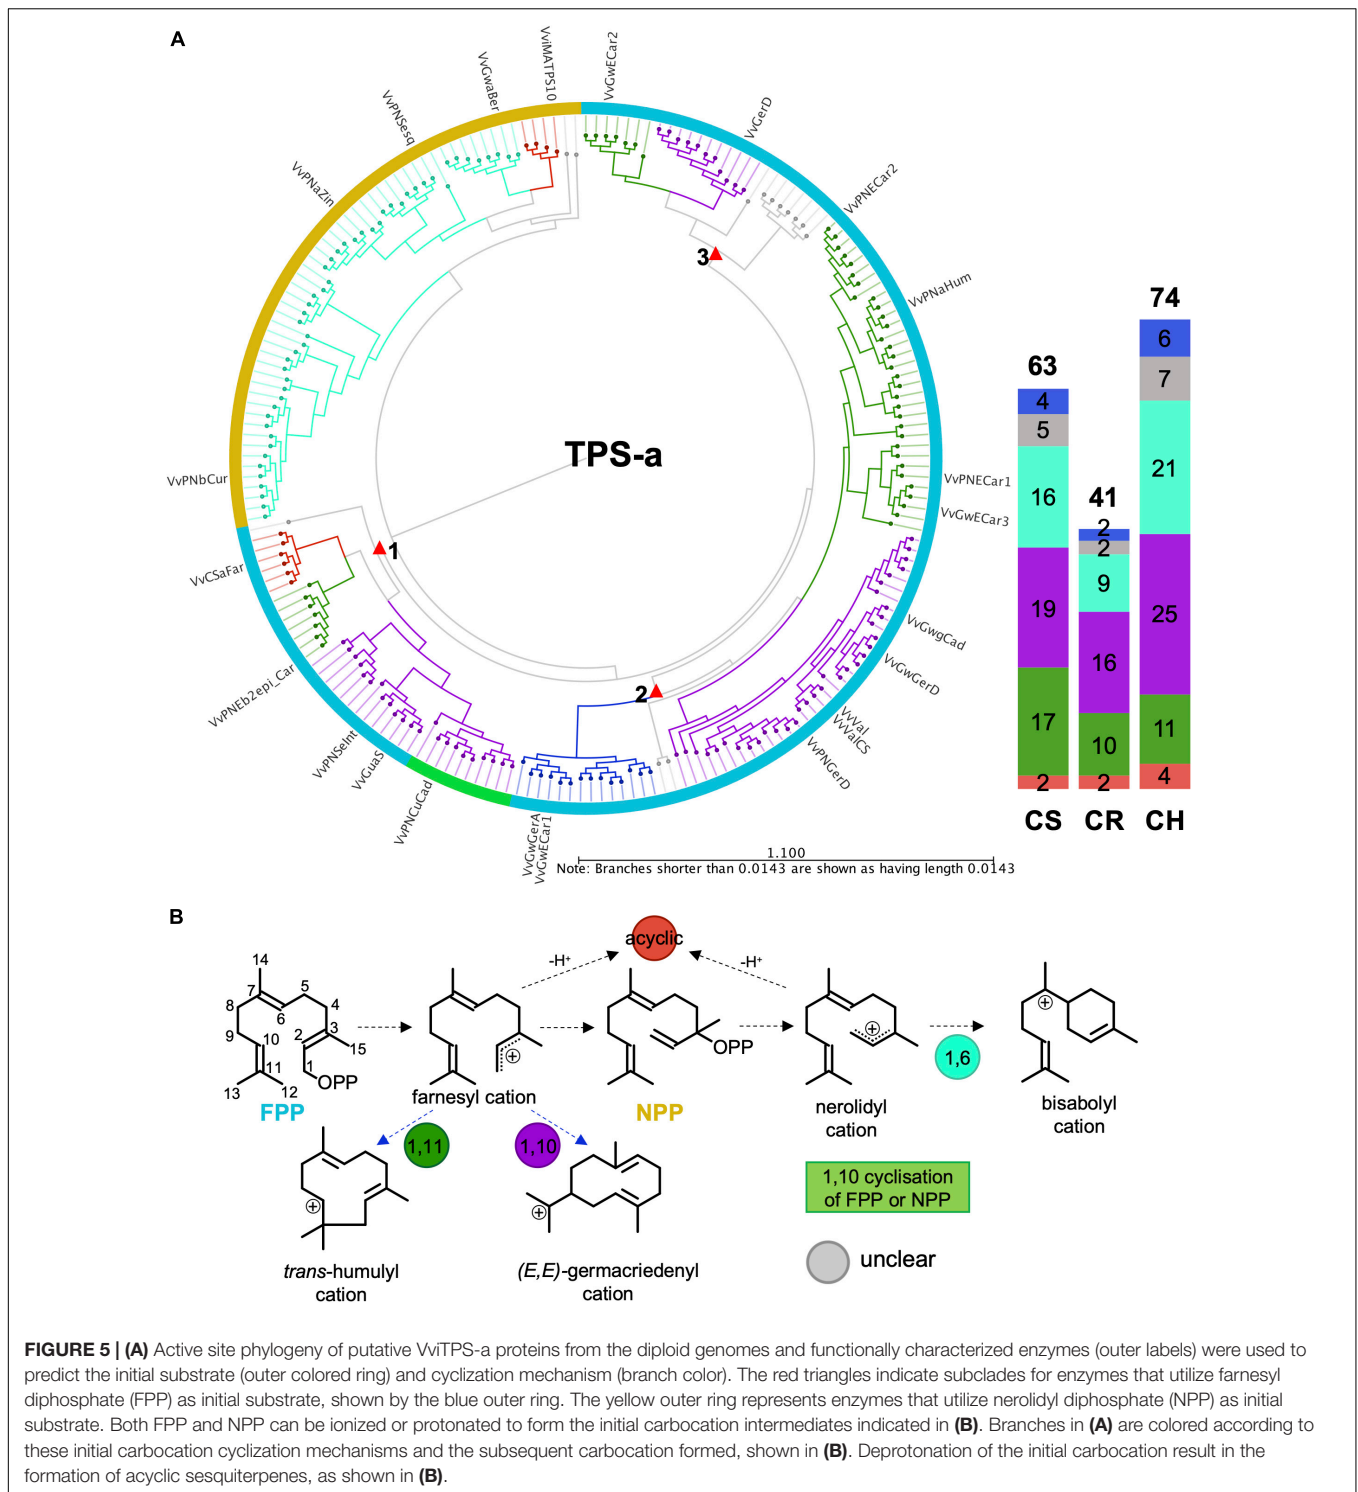 A
VvPNaZin
VvPNSesq
VvGwaBer
VviMATPS10
VvGwECar2
VvGerD
VvPNECar2
VvPNaHum
VvPNECar1
VvGwECar3
VvGwgCad
VvGwGerD
VvVal
VvValCS
VvPNGerD
VvGwECar1
VvGwGerA
VvPNCuCad
VvGuaS
VvPNSeInt
VvPNEb2epi_Car
VvCSaFar
VvPNbCur
TPS-a
1
2
3
1.100
Note: Branches shorter than 0.0143 are shown as having length 0.0143
63
4
5
16
19
17
2
CS
41
2
2
9
16
10
2
CR
74
6
7
21
25
11
4
CH
B
14
7
5
8
6
4
9
10
2
3
15
11
1
OPP
13
12
FPP
farnesyl cation
-H+
acyclic
-H+
OPP
NPP
nerolidyl
cation
1,6
bisabolyl
cation
1,11
1,10
trans-humulyl
cation
(E,E)-germacriedenyl
cation
1,10 cyclisation
of FPP or NPP
unclear
FIGURE 5 | (A) Active site phylogeny of putative VviTPS-a proteins from the diploid genomes and functionally characterized enzymes (outer labels) were used to
predict the initial substrate (outer colored ring) and cyclization mechanism (branch color). The red triangles indicate subclades for enzymes that utilize farnesyl
diphosphate (FPP) as initial substrate, shown by the blue outer ring. The yellow outer ring represents enzymes that utilize nerolidyl diphosphate (NPP) as initial
substrate. Both FPP and NPP can be ionized or protonated to form the initial carbocation intermediates indicated in (B). Branches in (A) are colored according to
these initial carbocation cyclization mechanisms and the subsequent carbocation formed, shown in (B). Deprotonation of the initial carbocation result in the
formation of acyclic sesquiterpenes, as shown in (B).